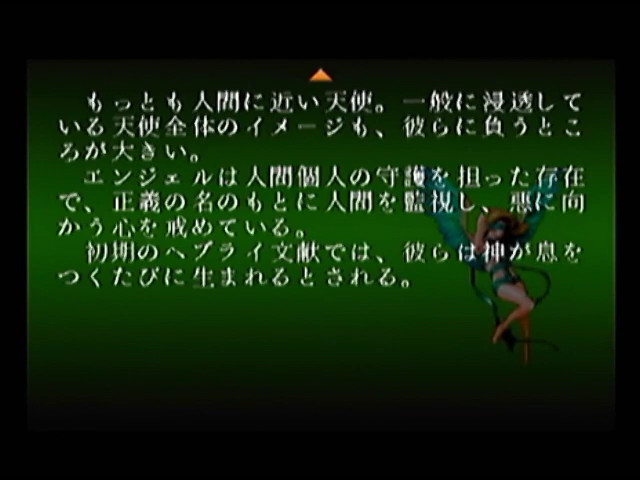 もっとも人間に近い天使。一般に浸透して
いる天使全体のイメージも、彼らに負うとこ
ろが大きい。
エンジェルは人間個人の守護を担った存在
で、正義の名のもとに人間を監視し、悪に向
かう心を戒めている。
初期のヘブライ文献では、彼らは神が息を
つくたびに生まれるとされる。